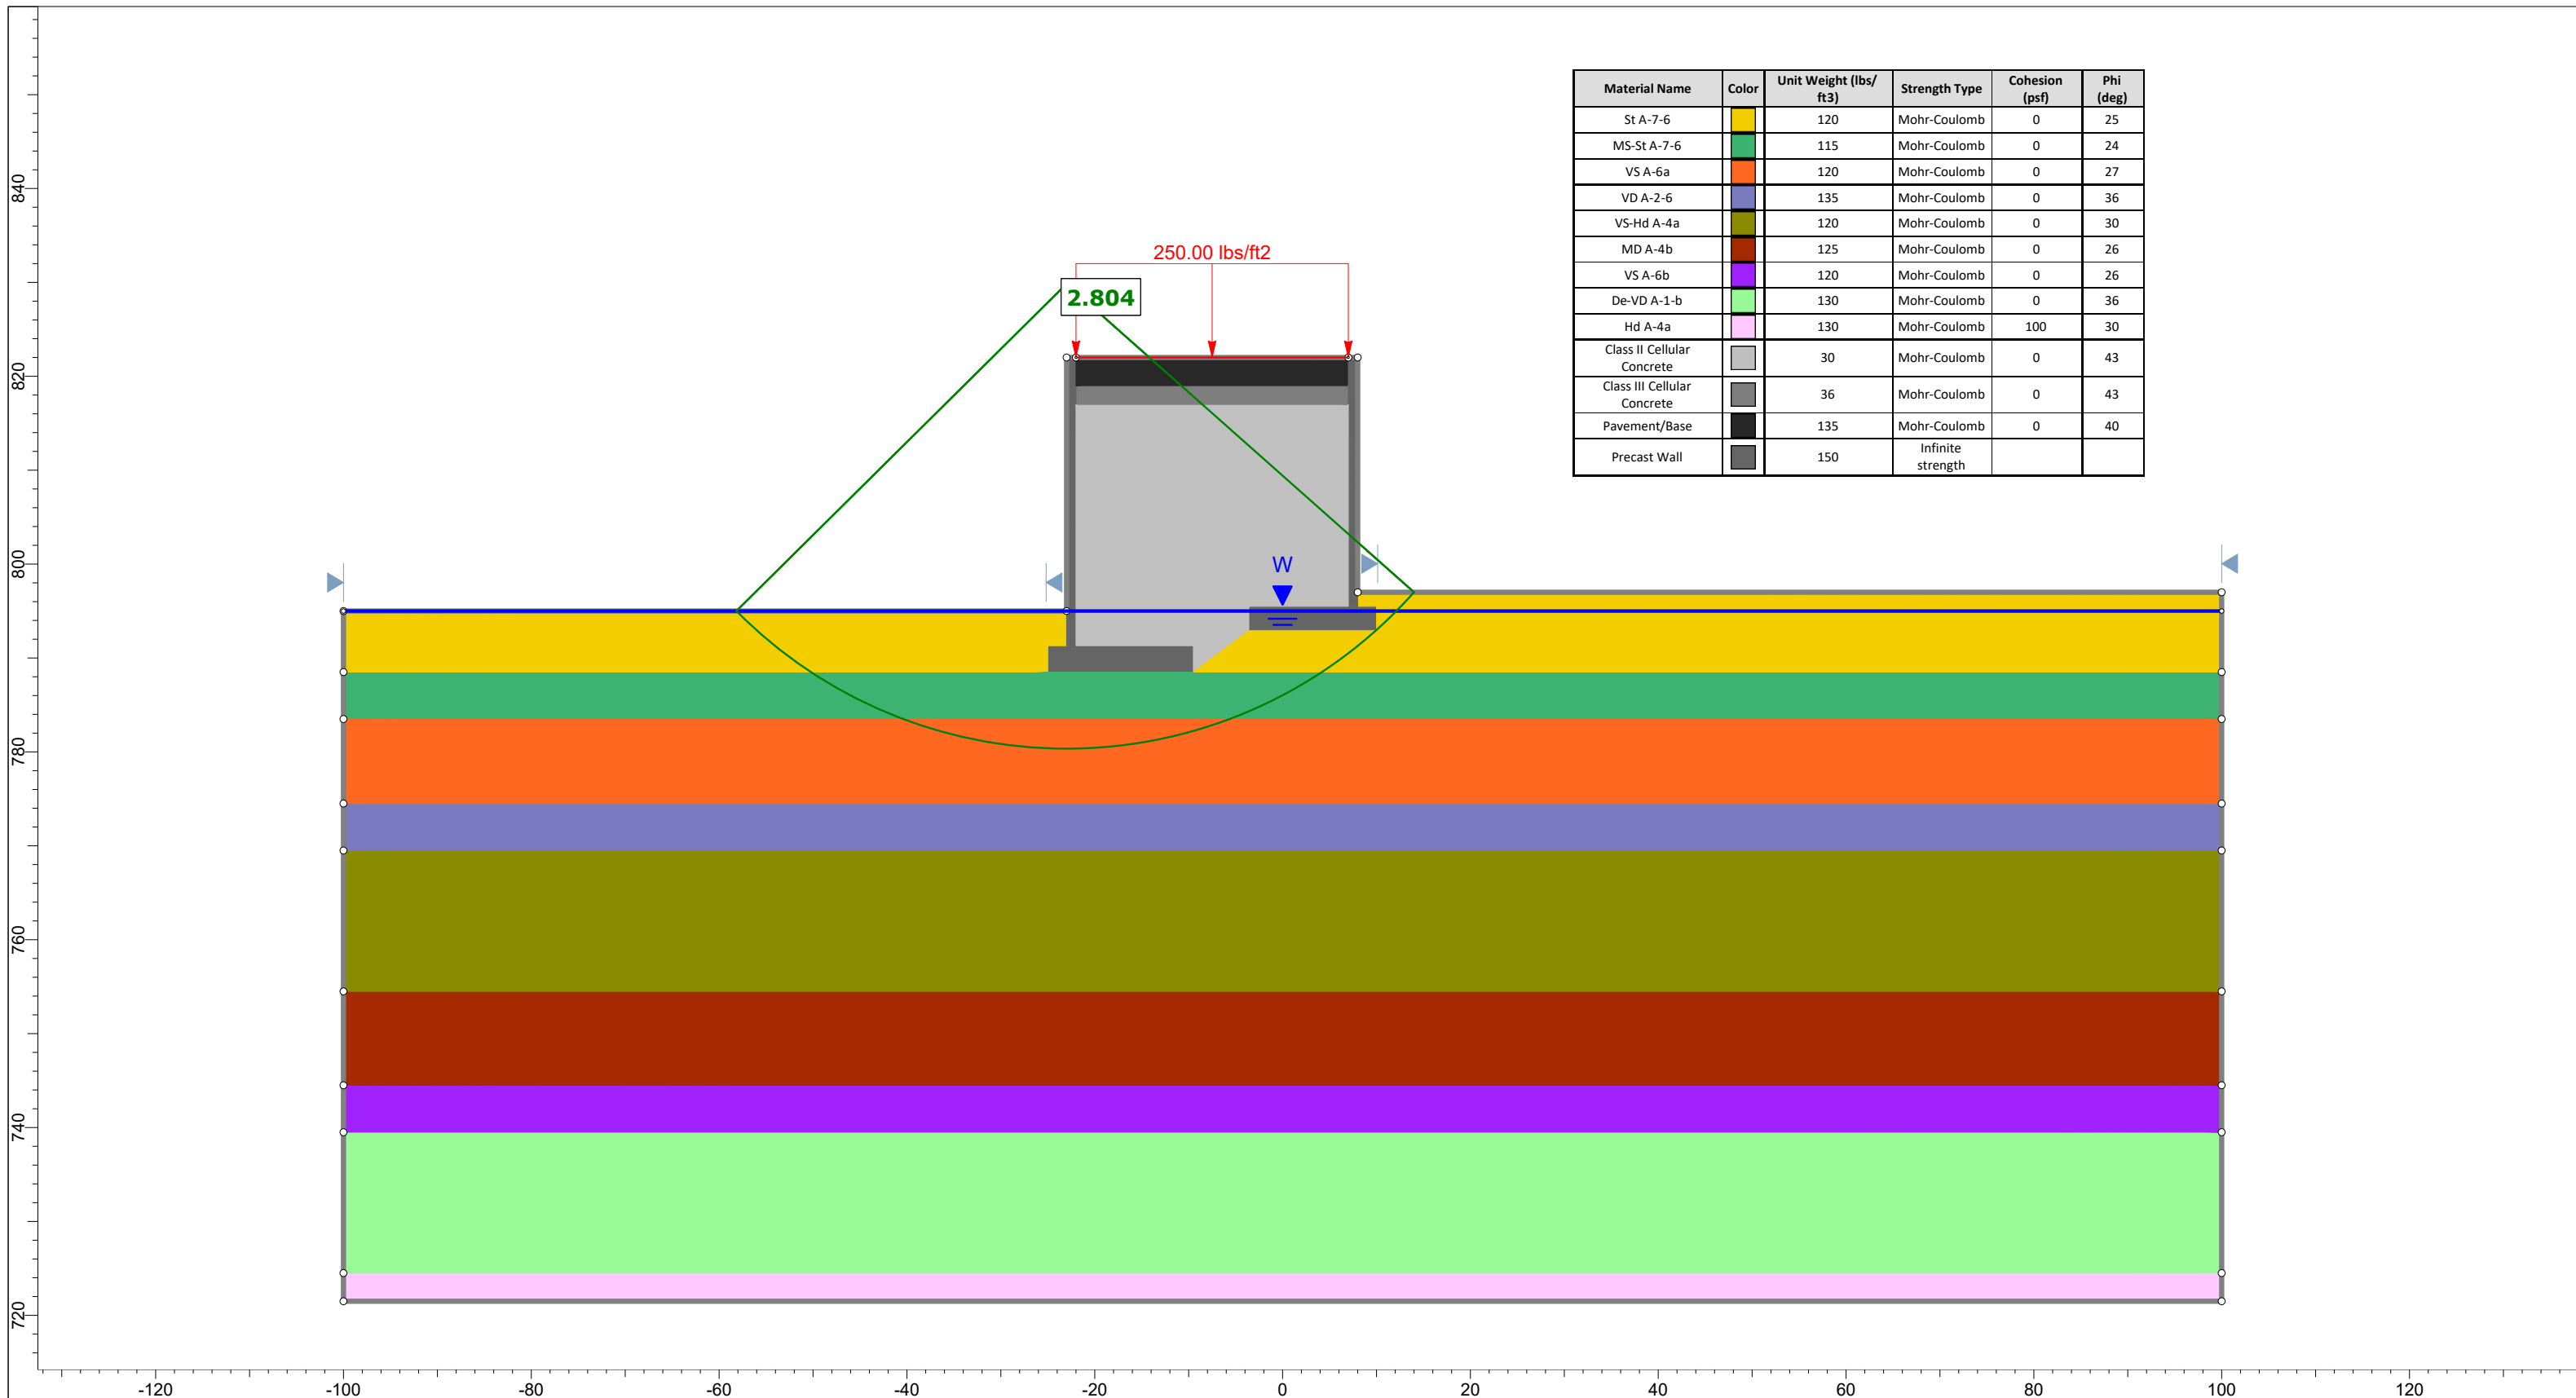 Material Name Color Unit Weight (lbs/ft3) Strength Type Cohesion (psf) Phi (deg)
St A-7-6 120 Mohr-Coulomb 0 25
MS-St A-7-6 115 Mohr-Coulomb 0 24
VS A-6a 120 Mohr-Coulomb 0 27
VD A-2-6 135 Mohr-Coulomb 0 36
VS-Hd A-4a 120 Mohr-Coulomb 0 30
MD A-4b 125 Mohr-Coulomb 0 26
VS A-6b 120 Mohr-Coulomb 0 26
De-VD A-1-b 130 Mohr-Coulomb 0 36
Hd A-4a 130 Mohr-Coulomb 100 30
Class II Cellular Concrete 30 Mohr-Coulomb 0 43
Class III Cellular Concrete 36 Mohr-Coulomb 0 43
Pavement/Base 135 Mohr-Coulomb 0 40
Precast Wall 150 Infinite strength
250.00 lbs/ft2
2.804
W
840
820
800
780
760
740
720
-120 -100 -80 -60 -40 -20 0 20 40 60 80 100 120